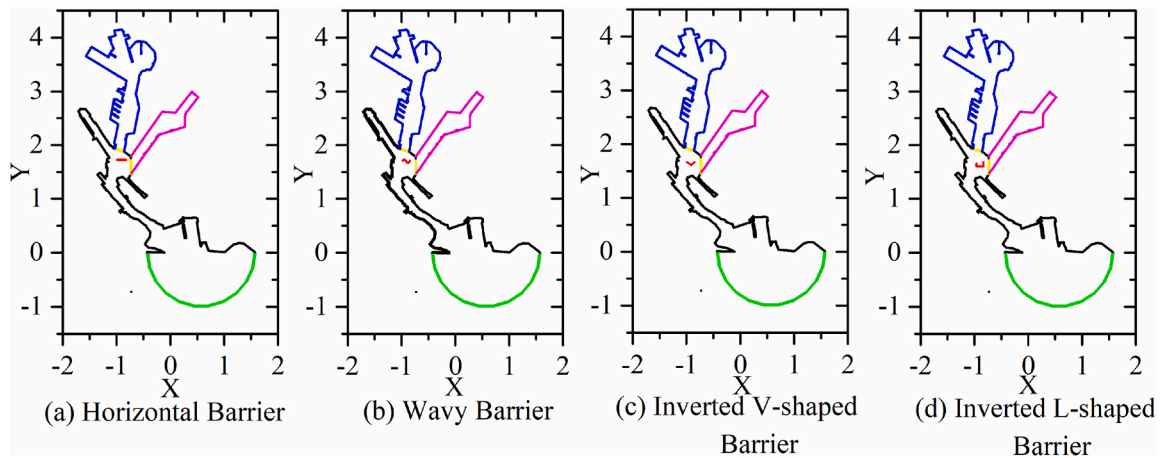 4 4 4 4
3 3 3 3
2 2 2 2
Y Y Y Y
1 1 1 1
0 0 0 0
-1 -1 -1 -1
-2 -1 0 1 2 -2 -1 0 1 2 -2 -1 0 1 2 -2 -1 0 1 2
X X X X
(a) Horizontal Barrier (b) Wavy Barrier (c) Inverted V-shaped (d) Inverted L-shaped
Barrier Barrier